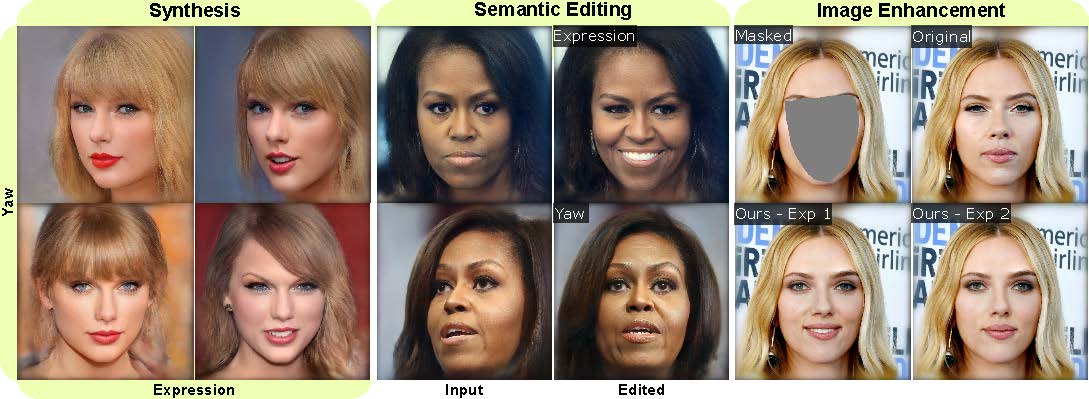 Synthesis
Semantic Editing
Image Enhancement
Expression
Masked
Original
Yaw
Yaw
Ours - Exp 1
Ours - Exp 2
Expression
Input
Edited